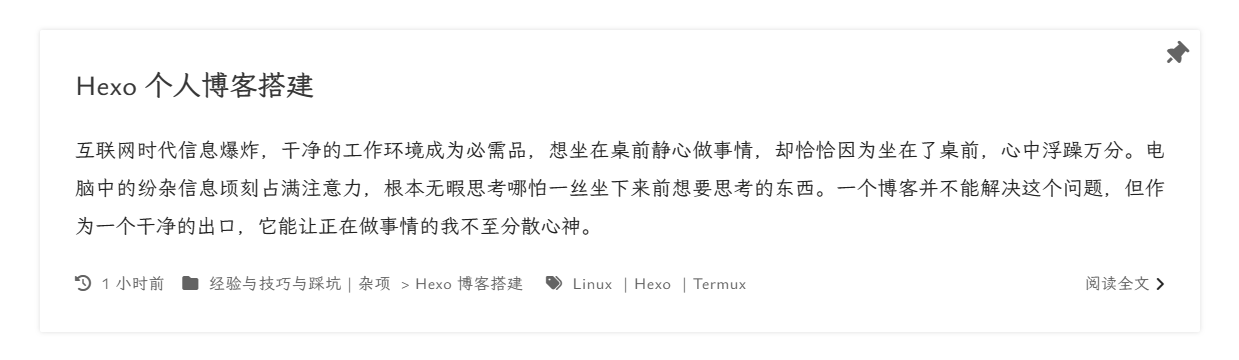 Hexo 个人博客搭建
互联网时代信息爆炸，干净的工作环境成为必需品，想坐在桌前静心做事情，却恰恰因为坐在了桌前，心中浮躁万分。电
脑中的纷杂信息顷刻占满注意力，根本无暇思考哪怕一丝坐下来前想要思考的东西。一个博客并不能解决这个问题，但作
为一个干净的出口，它能让正在做事情的我不至分散心神。
1 小时前 经验与技巧与踩坑 | 杂项 > Hexo 博客搭建 Linux | Hexo | Termux 阅读全文